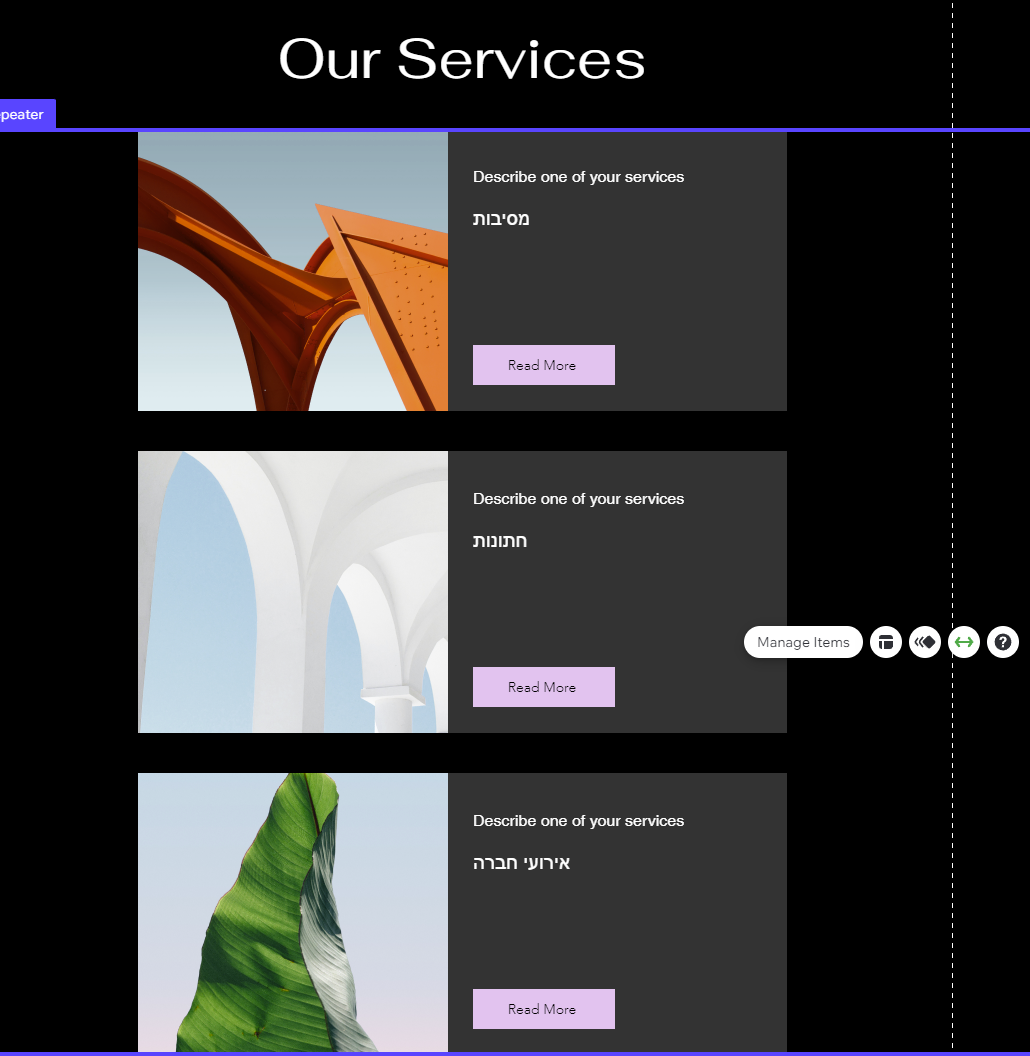 Our Services
peater
Describe one of your services
מסיבות
Read More
Describe one of your services
חתונות
Manage Items
Read More
Describe one of your services
אירועי חברה
Read More